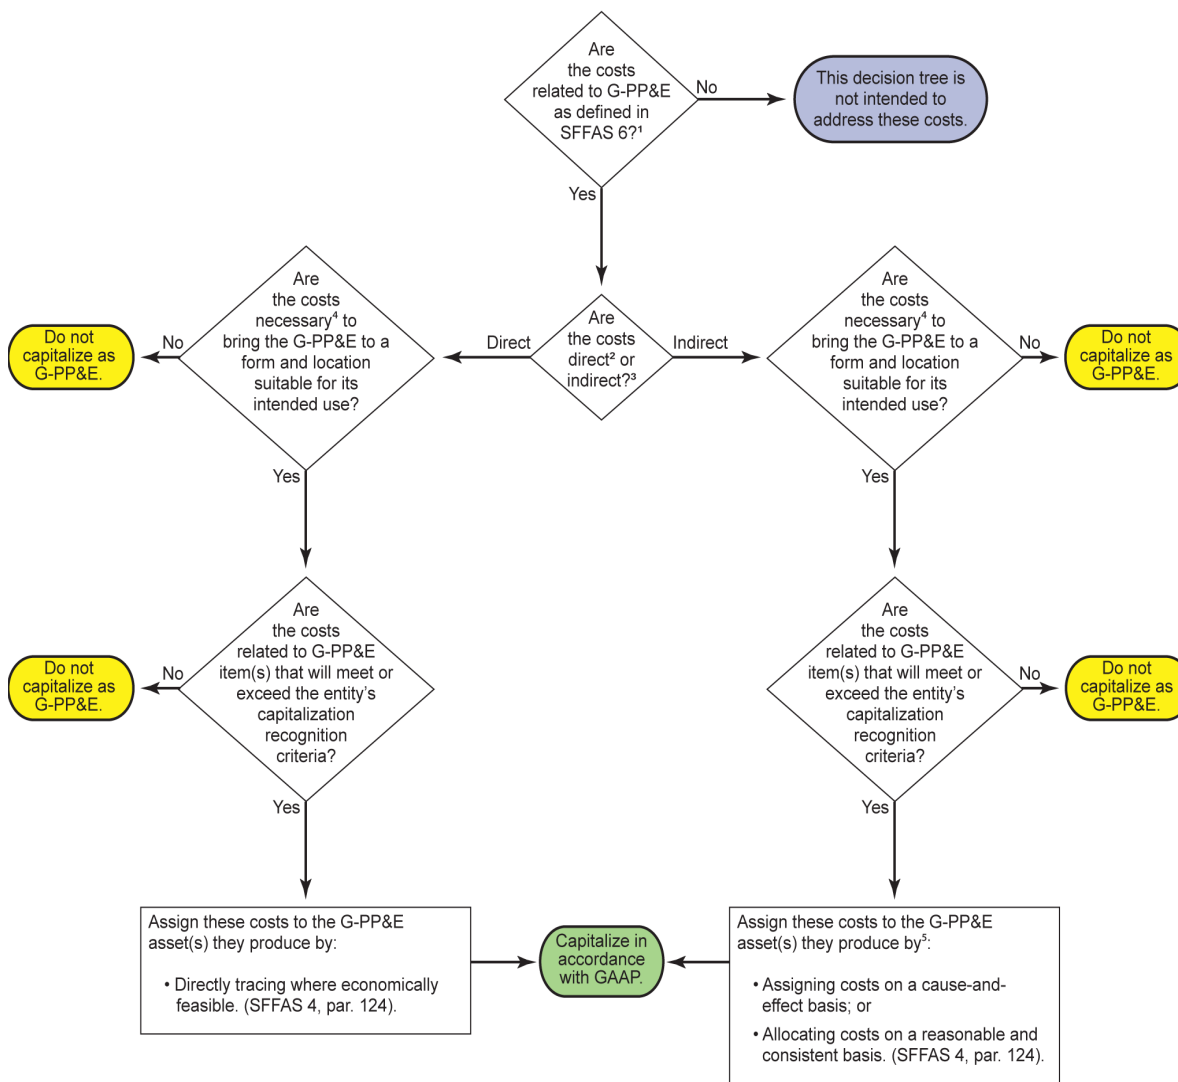 Are
the costs
related to G-PP&E
as defined in
SFFAS 6?¹
No
This decision tree is
not intended to
address these costs.
Yes
Are
the costs
direct² or
indirect?³
Direct
Indirect
Are
the costs
necessary⁴ to
bring the G-PP&E to a
form and location
suitable for its
intended use?
No
Do not
capitalize as
G-PP&E.
Yes
Are
the costs
necessary⁴ to
bring the G-PP&E to a
form and location
suitable for its
intended use?
No
Do not
capitalize as
G-PP&E.
Yes
Are
the costs
related to G-PP&E
item(s) that will meet or
exceed the entity’s
capitalization
recognition
criteria?
No
Do not
capitalize as
G-PP&E.
Yes
Are
the costs
related to G-PP&E
item(s) that will meet or
exceed the entity’s
capitalization
recognition
criteria?
No
Do not
capitalize as
G-PP&E.
Yes
Assign these costs to the G-PP&E
asset(s) they produce by:
• Directly tracing where economically
feasible. (SFFAS 4, par. 124).
Capitalize in
accordance
with GAAP.
Assign these costs to the G-PP&E
asset(s) they produce by⁵:
• Assigning costs on a cause-and-
effect basis; or
• Allocating costs on a reasonable and
consistent basis. (SFFAS 4, par. 124).